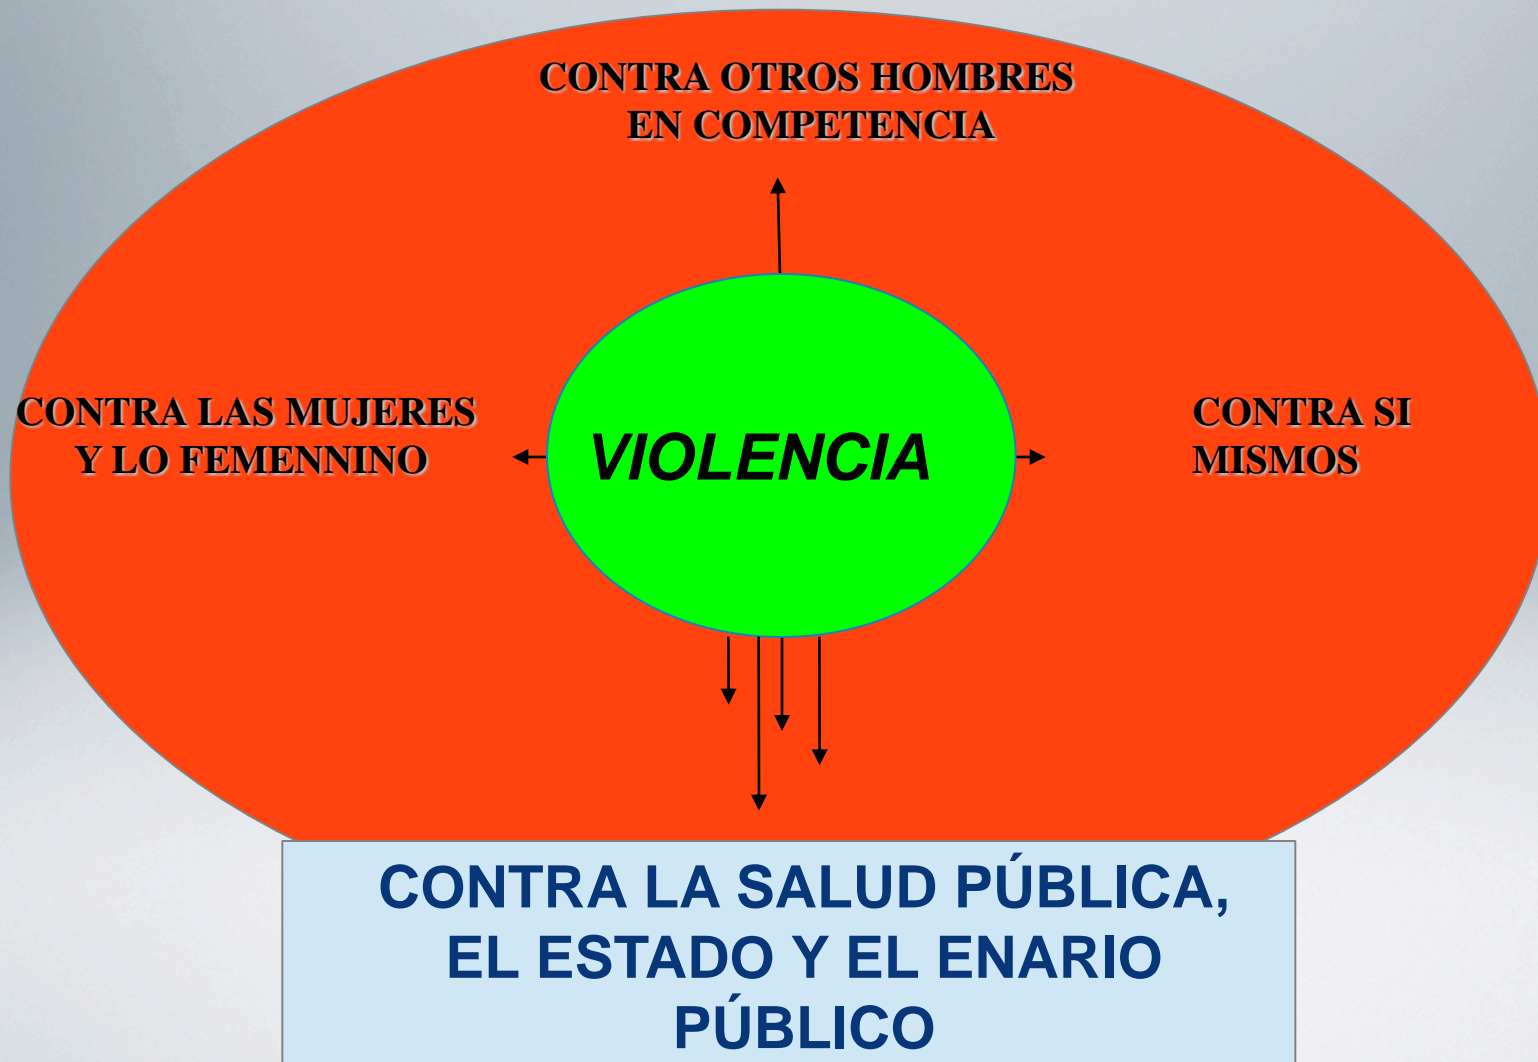 CONTRA OTROS HOMBRES
EN COMPETENCIA
CONTRA LAS MUJERES
Y LO FEMENNINO
VIOLENCIA
CONTRA SI
MISMOS
CONTRA LA SALUD PÚBLICA,
EL ESTADO Y EL ENARIO
PÚBLICO